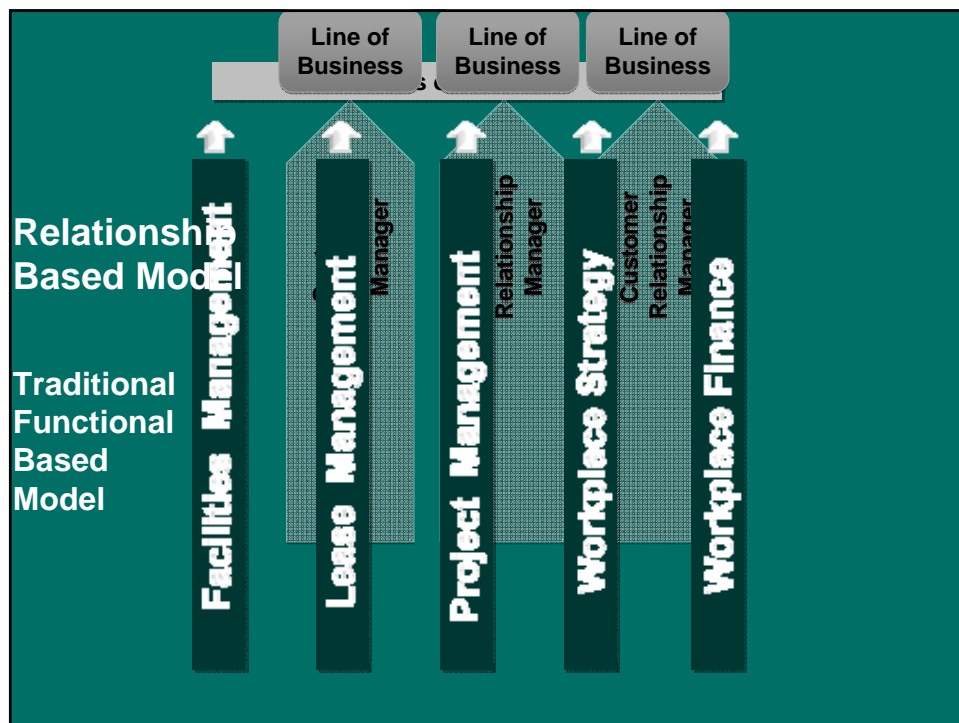 Line of
Business
Line of
Business
Line of
Business
Relationship
Based Model
Traditional
Functional
Based
Model
Facilities Management
Lease Management
Manager
Project Management
Relationship
Manager
Workplace Strategy
Customer
Relationship
Manager
Workplace Finance